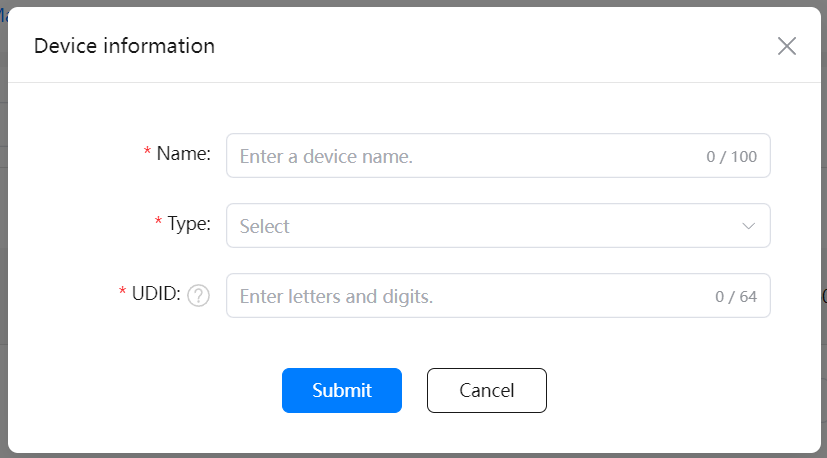 Device information
* Name: Enter a device name. 0 / 100
* Type: Select
* UDID: ? Enter letters and digits. 0 / 64
Submit Cancel